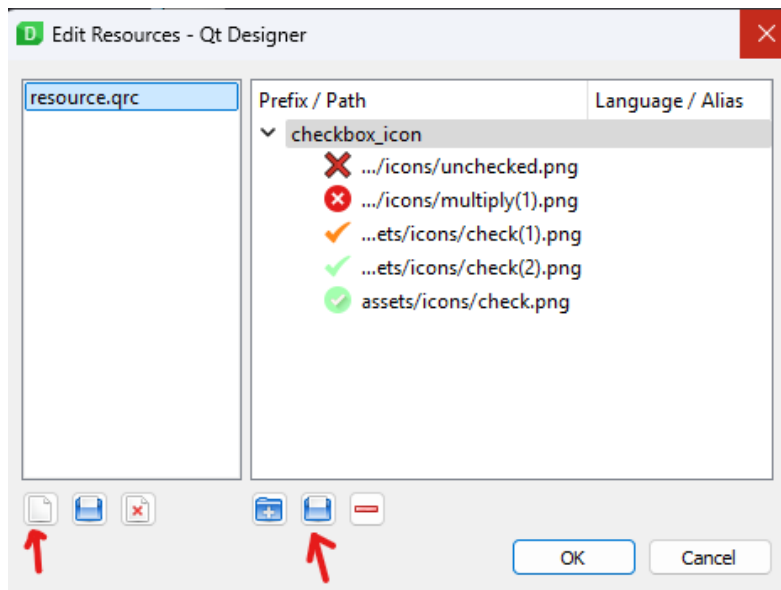 Edit Resources - Qt Designer
resource.qrc
Prefix / Path Language / Alias
checkbox_icon
.../icons/unchecked.png
.../icons/multiply(1).png
...ets/icons/check(1).png
...ets/icons/check(2).png
assets/icons/check.png
OK Cancel